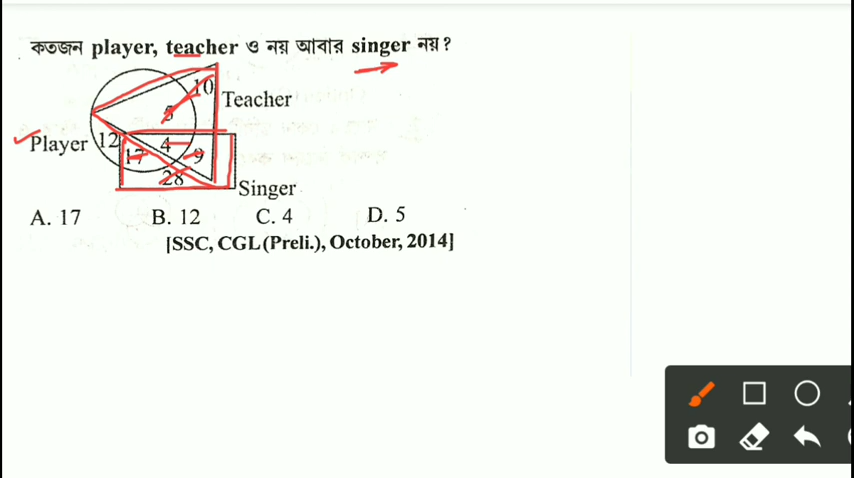 কতজন player, teacher ও নয় আবার singer নয়?
10
5
Teacher
Player 12
4
17
9
28
Singer
A. 17 B. 12 C. 4 D. 5
[SSC, CGL (Preli.), October, 2014]